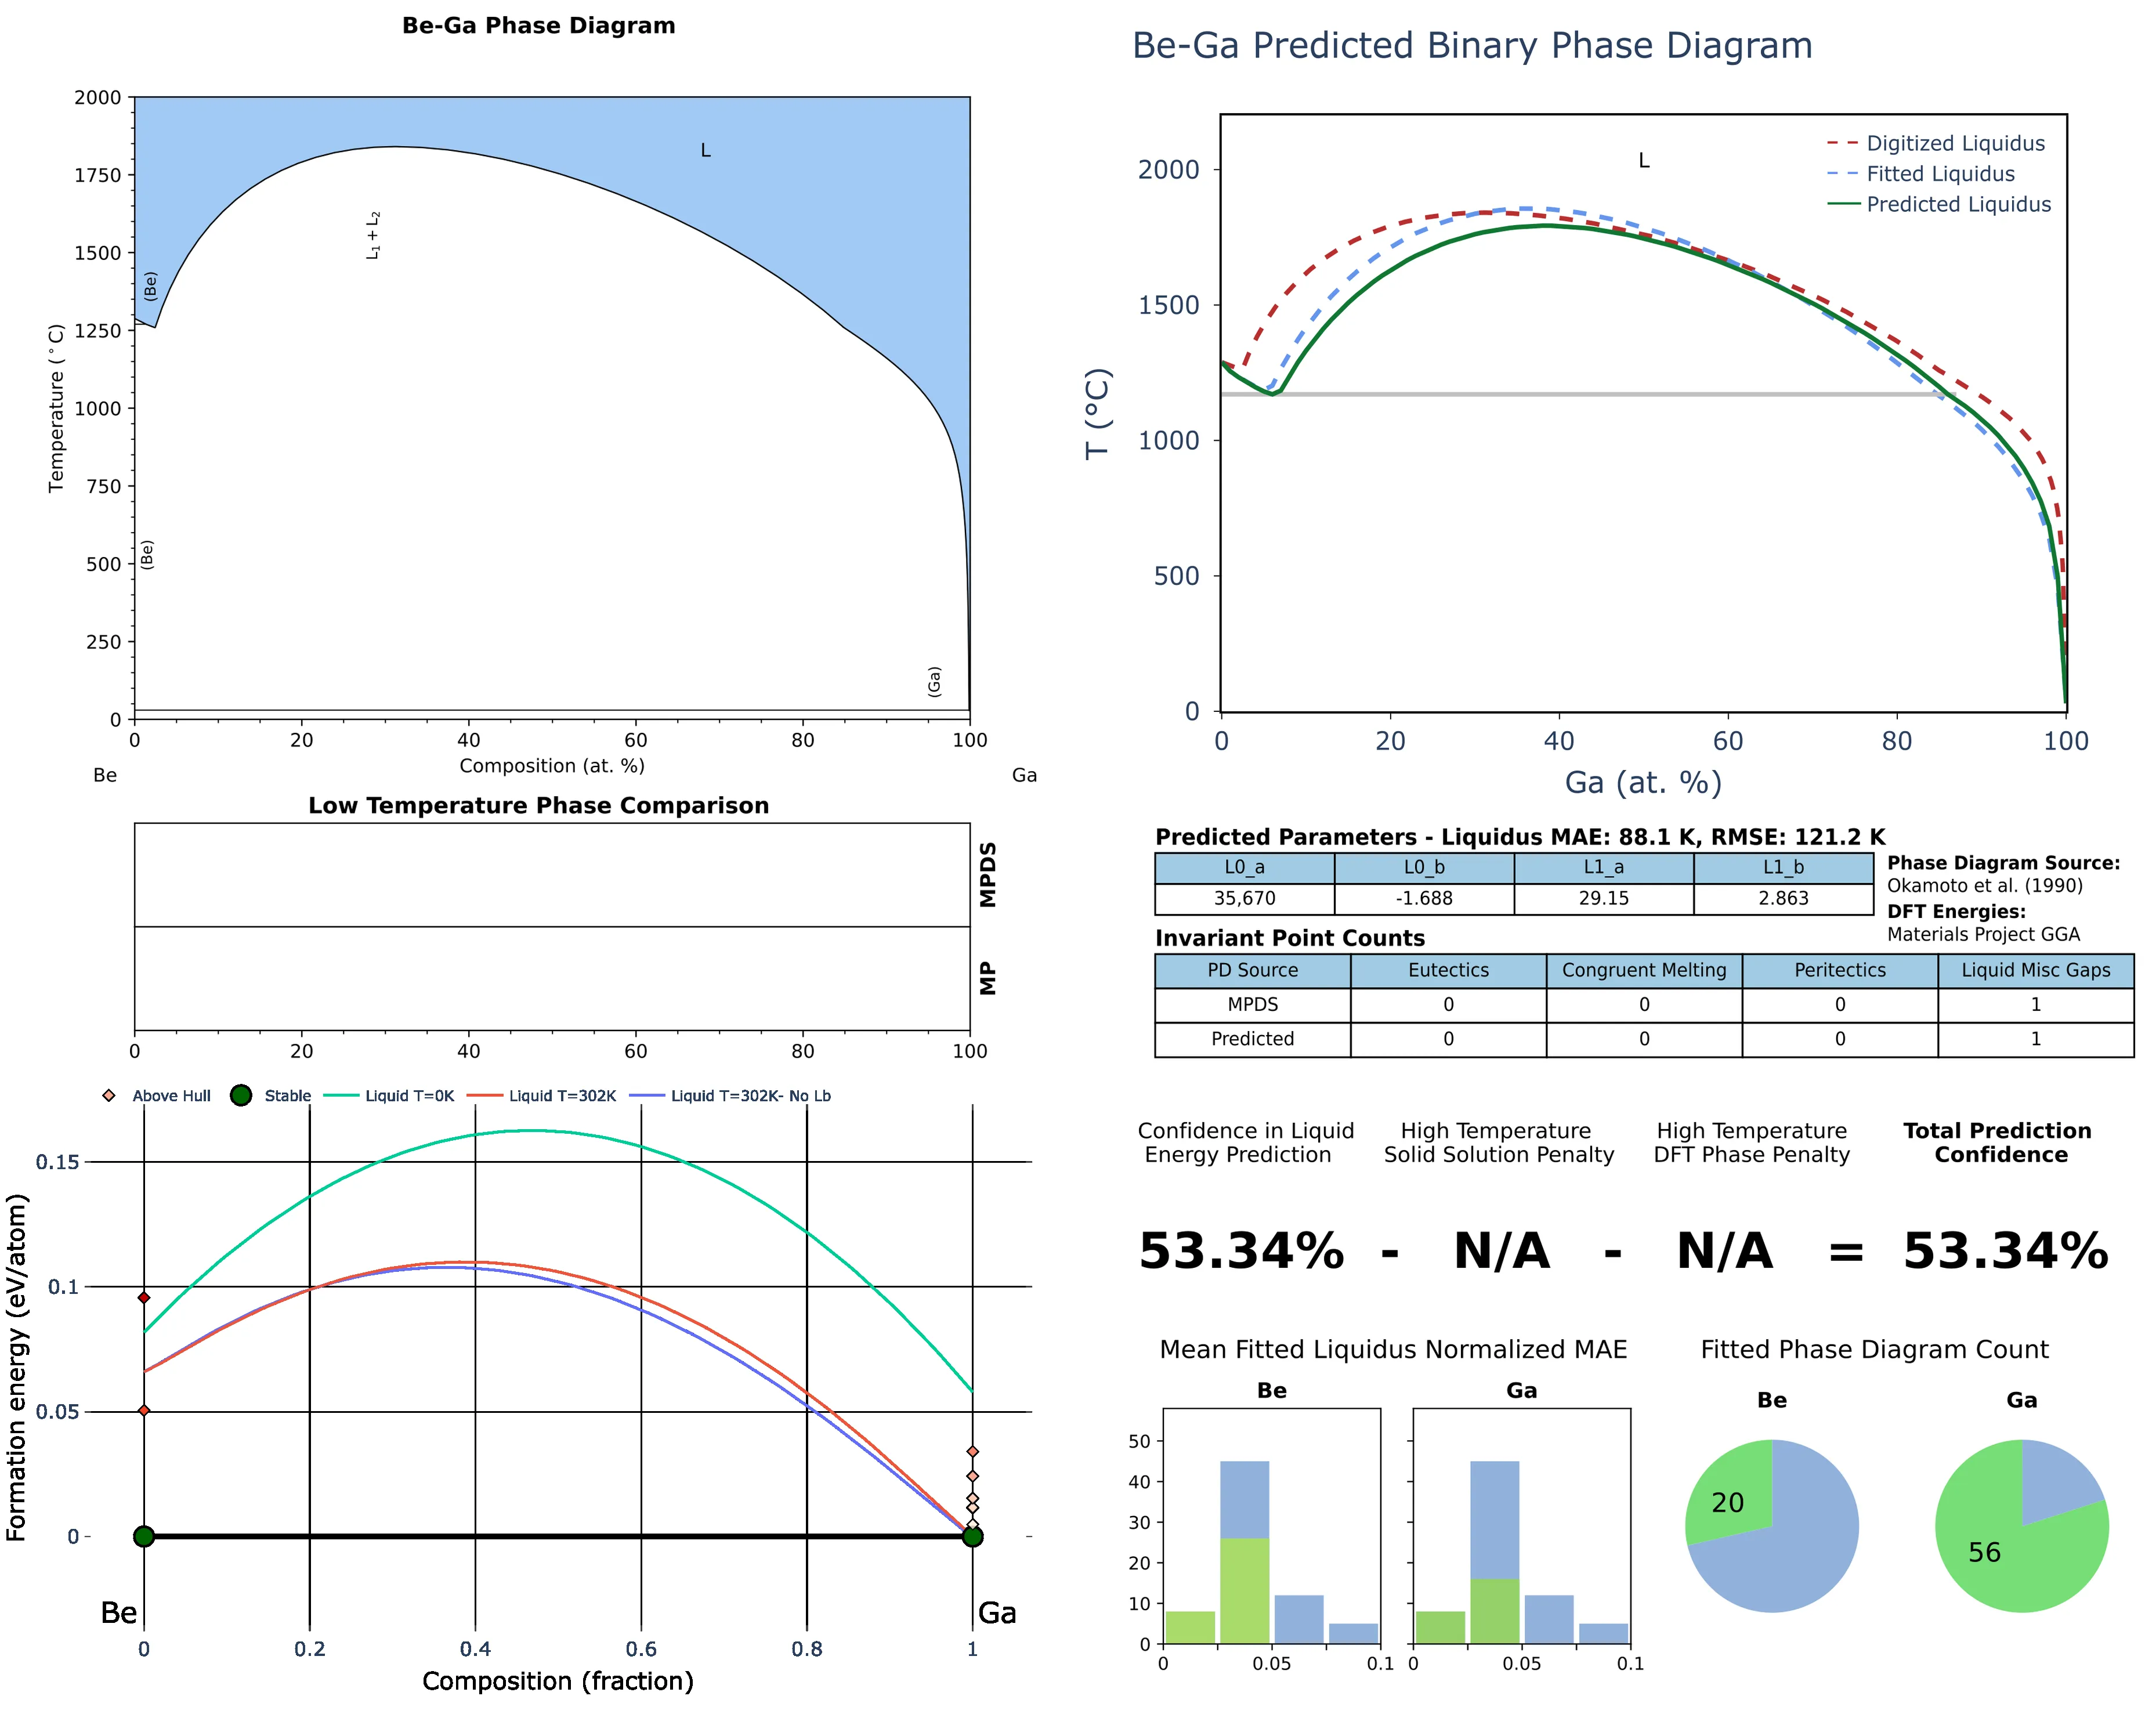 Be-Ga Phase Diagram
2000
1750
1500
1250
1000
750
500
250
0
Temperature (°C)
L
L1 + L2
(Be)
(Be)
(Ga)
0 20 40 60 80 100
Composition (at. %)
Be Ga
Low Temperature Phase Comparison
MPDS
MP
0 20 40 60 80 100
Above Hull Stable Liquid T=0K Liquid T=302K Liquid T=302K- No Lb
0.15
0.1
0.05
0
Formation energy (eV/atom)
Be Ga
0 0.2 0.4 0.6 0.8 1
Composition (fraction)
Be-Ga Predicted Binary Phase Diagram
L
Digitized Liquidus
Fitted Liquidus
Predicted Liquidus
2000
1500
1000
500
0
T (°C)
0 20 40 60 80 100
Ga (at. %)
Predicted Parameters - Liquidus MAE: 88.1 K, RMSE: 121.2 K
L0_a L0_b L1_a L1_b
35,670 -1.688 29.15 2.863
Phase Diagram Source:
Okamoto et al. (1990)
DFT Energies:
Materials Project GGA
Invariant Point Counts
PD Source Eutectics Congruent Melting Peritectics Liquid Misc Gaps
MPDS 0 0 0 1
Predicted 0 0 0 1
Confidence in Liquid High Temperature High Temperature Total Prediction
Energy Prediction Solid Solution Penalty DFT Phase Penalty Confidence
53.34% - N/A - N/A = 53.34%
Mean Fitted Liquidus Normalized MAE
Be Ga
50
40
30
20
10
0
0 0.05 0.1 0 0.05 0.1
Fitted Phase Diagram Count
Be Ga
20
56